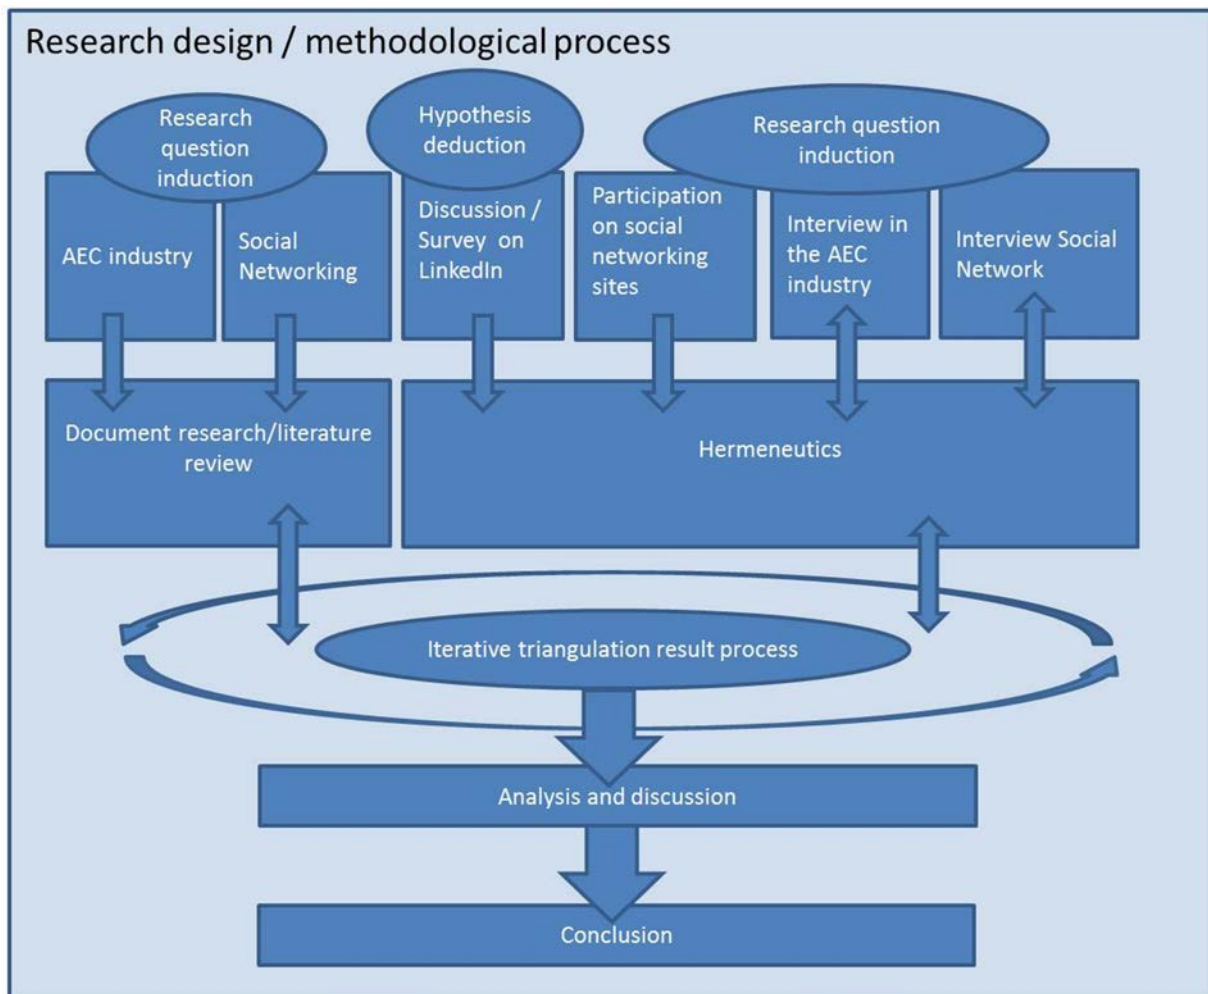 Research design / methodological process
Research
question
induction
Hypothesis
deduction
Research question
induction
AEC industry
Social
Networking
Discussion /
Survey on
LinkedIn
Participation
on social
networking
sites
Interview in
the AEC
industry
Interview Social
Network
Document research/literature
review
Hermeneutics
Iterative triangulation result process
Analysis and discussion
Conclusion